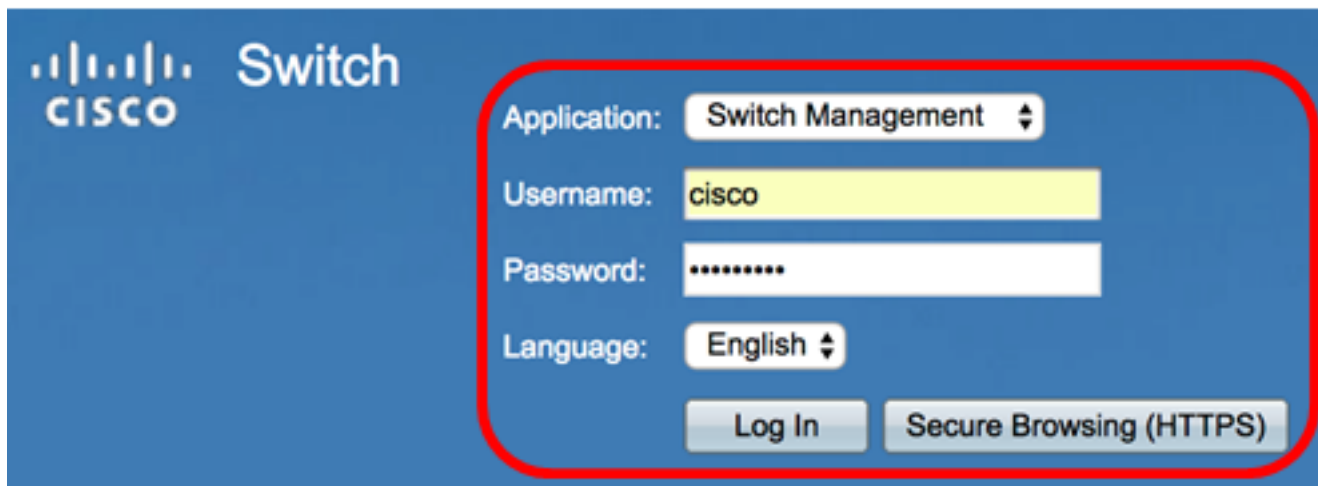 Switch
CISCO
Application: Switch Management
Username: cisco
Password: •••••••••
Language: English
Log In Secure Browsing (HTTPS)